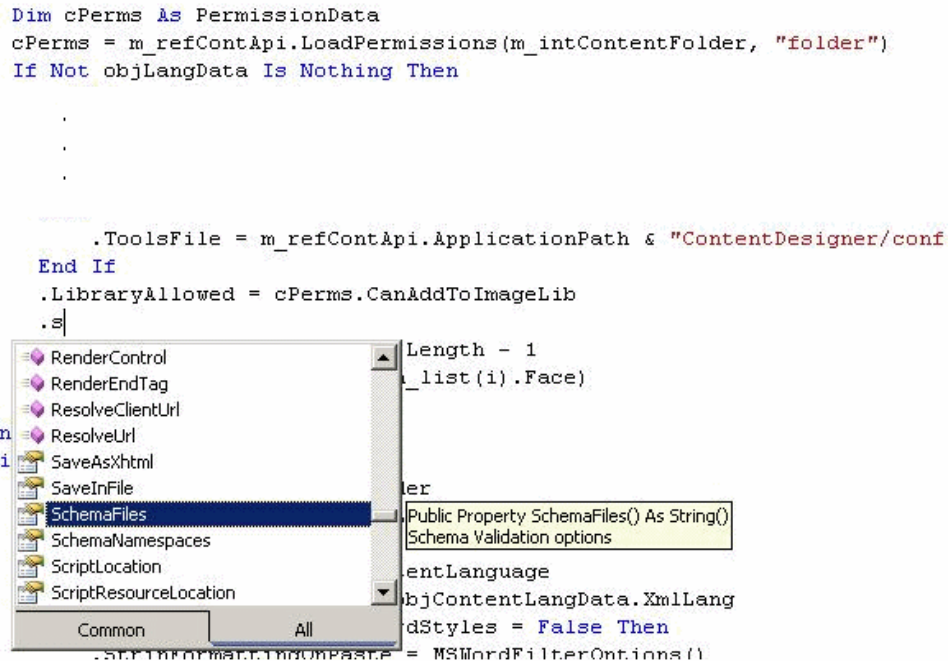 Dim cPerms As PermissionData
cPerms = m_refContApi.LoadPermissions(m_intContentFolder, "folder")
If Not objLangData Is Nothing Then
.
.
.
.ToolsFile = m_refContApi.ApplicationPath & "ContentDesigner/conf
End If
.LibraryAllowed = cPerms.CanAddToImageLib
.s
RenderControl
Length - 1
RenderEndTag
_list(i).Face)
ResolveClientUrl
n
ResolveUrl
i
SaveAsXhtml
SaveInFile
der
SchemaFiles
Public Property SchemaFiles() As String()
Schema Validation options
SchemaNamespaces
ScriptLocation
entLanguage
ScriptResourceLocation
bjContentLangData.XmlLang
Common
All
dStyles = False Then
= MSWordFilterOptions()